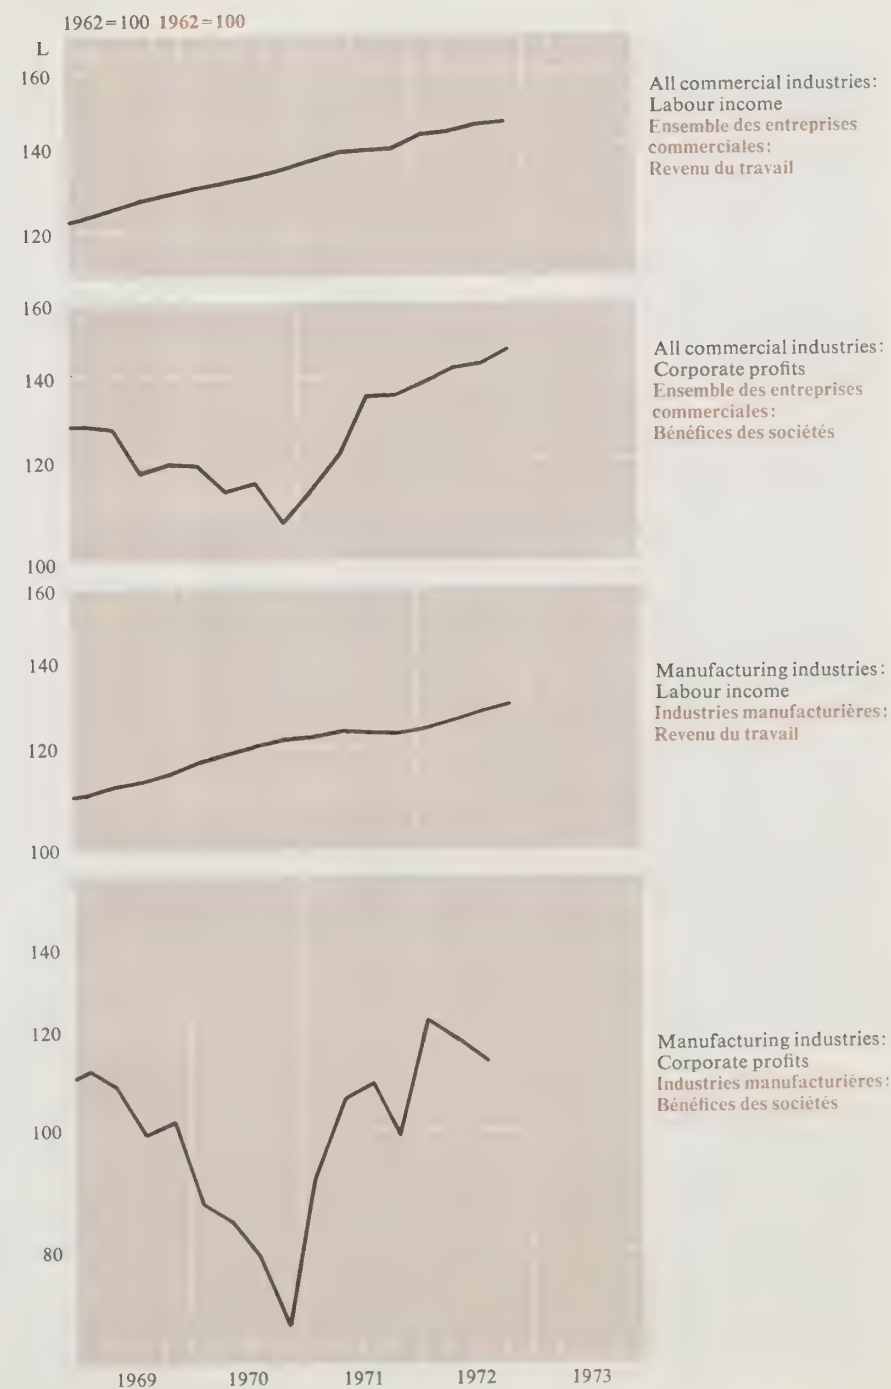 1962=100 1962=100
L
160
140
120
All commercial industries:
Labour income
Ensemble des entreprises
commerciales:
Revenu du travail
160
140
120
100
All commercial industries:
Corporate profits
Ensemble des entreprises
commerciales:
Bénéfices des sociétés
160
140
120
100
Manufacturing industries:
Labour income
Industries manufacturières:
Revenu du travail
140
120
100
80
Manufacturing industries:
Corporate profits
Industries manufacturières:
Bénéfices des sociétés
1969 1970 1971 1972 1973